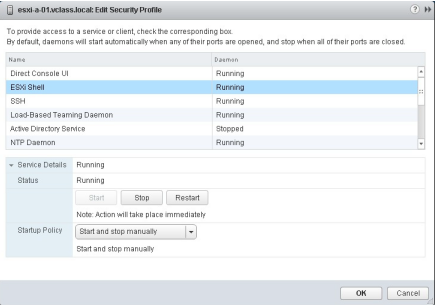 esxi-a-01.vclass.local: Edit Security Profile
To provide access to a service or client, check the corresponding box.
By default, daemons will start automatically when any of their ports are opened, and stop when all of their ports are closed.
Name Daemon
Direct Console UI Running
ESXi Shell Running
SSH Running
Load-Based Teaming Daemon Running
Active Directory Service Stopped
NTP Daemon Running
Service Details Running
Status Running
Start Stop Restart
Note: Action will take place immediately
Startup Policy Start and stop manually
Start and stop manually
OK Cancel